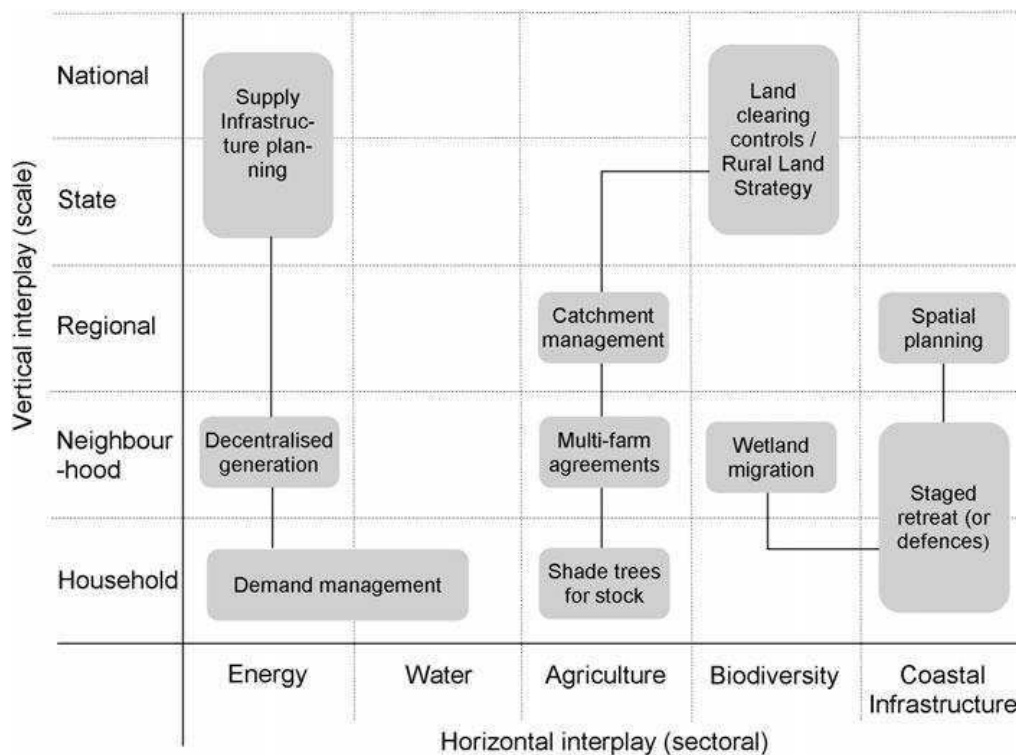 Vertical interplay (scale)
National
State
Regional
Neighbour
-hood
Household
Supply
Infrastruc-
ture plan-
ning
Land
clearing
controls /
Rural Land
Strategy
Catchment
management
Spatial
planning
Decentralised
generation
Multi-farm
agreements
Wetland
migration
Staged
retreat (or
defences)
Demand management
Shade trees
for stock
Energy
Water
Agriculture
Biodiversity
Coastal
Infrastructure
Horizontal interplay (sectoral)